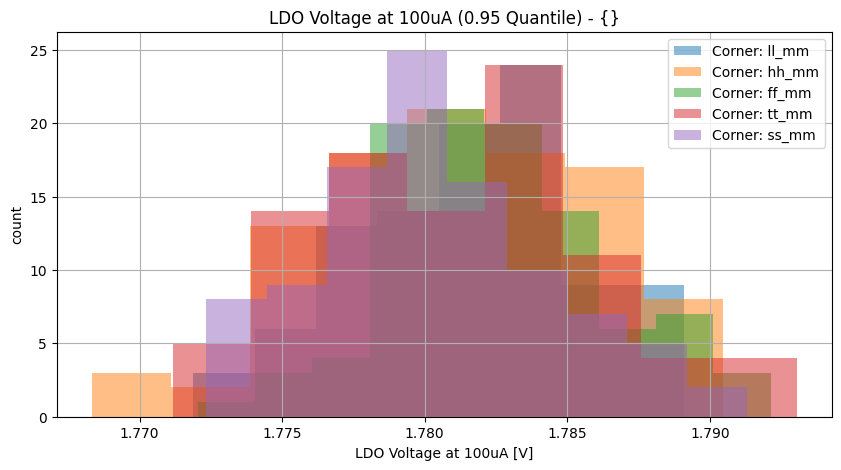 LDO Voltage at 100uA (0.95 Quantile) - {}
25
20
15
10
5
0
count
Corner: ll_mm
Corner: hh_mm
Corner: ff_mm
Corner: tt_mm
Corner: ss_mm
1.770 1.775 1.780 1.785 1.790
LDO Voltage at 100uA [V]